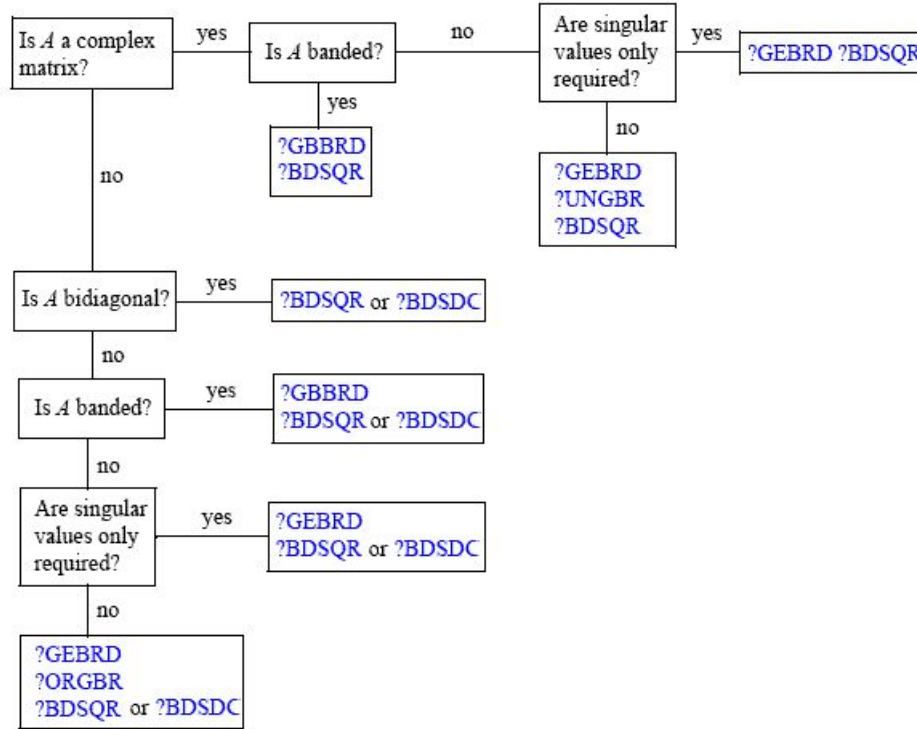 Is A a complex
matrix?
yes
Is A banded?
no
Are singular
values only
required?
yes
?GEBRD ?BDSQR
yes
?GBBRD
?BDSQR
no
?GEBRD
?UNGBR
?BDSQR
no
Is A bidiagonal?
yes
?BDSQR or ?BDSDC
no
Is A banded?
yes
?GBBRD
?BDSQR or ?BDSDC
no
Are singular
values only
required?
yes
?GEBRD
?BDSQR or ?BDSDC
no
?GEBRD
?ORGBR
?BDSQR or ?BDSDC